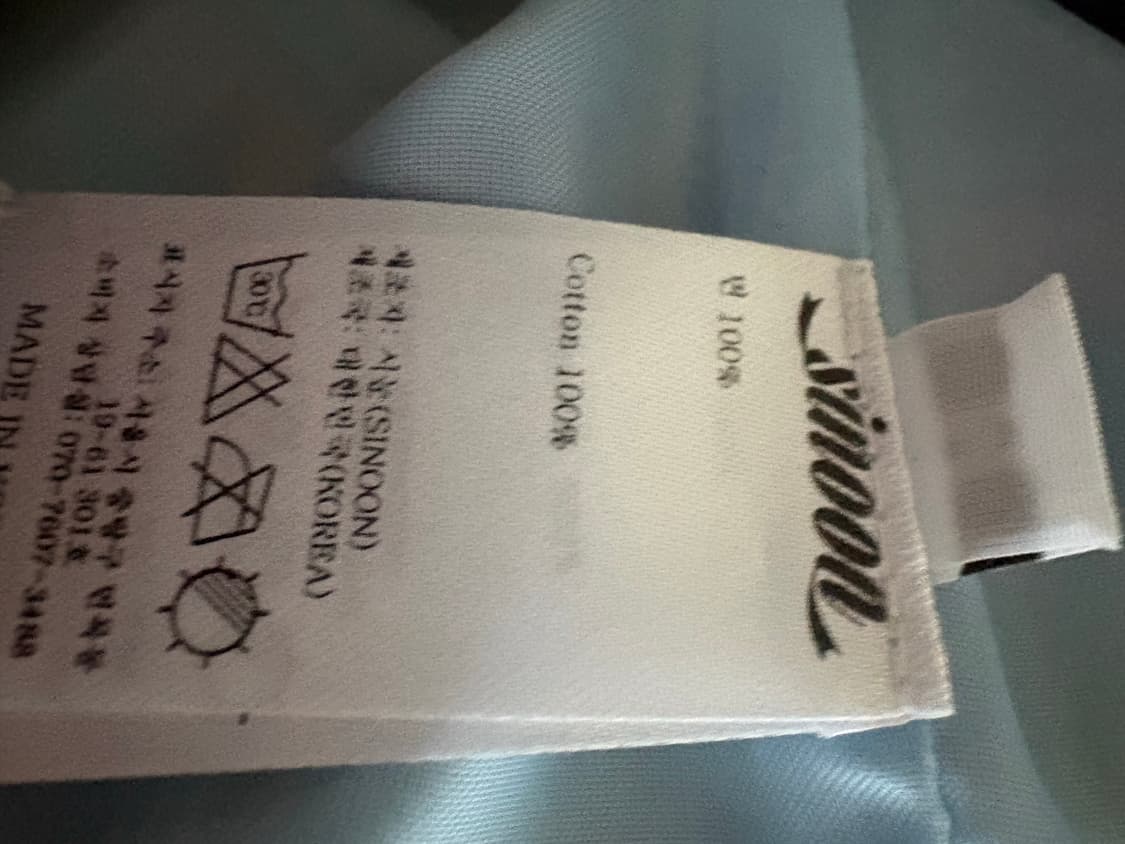 sinoon
면 100%
Cotton 100%
제조자: 시눈(SINOON)
제조국: 대한민국(KOREA)
30℃
표시자 주소: 서울시 중랑구 면목동
19-61 301호
소비자 상담실: 070-7607-3488
MADE IN